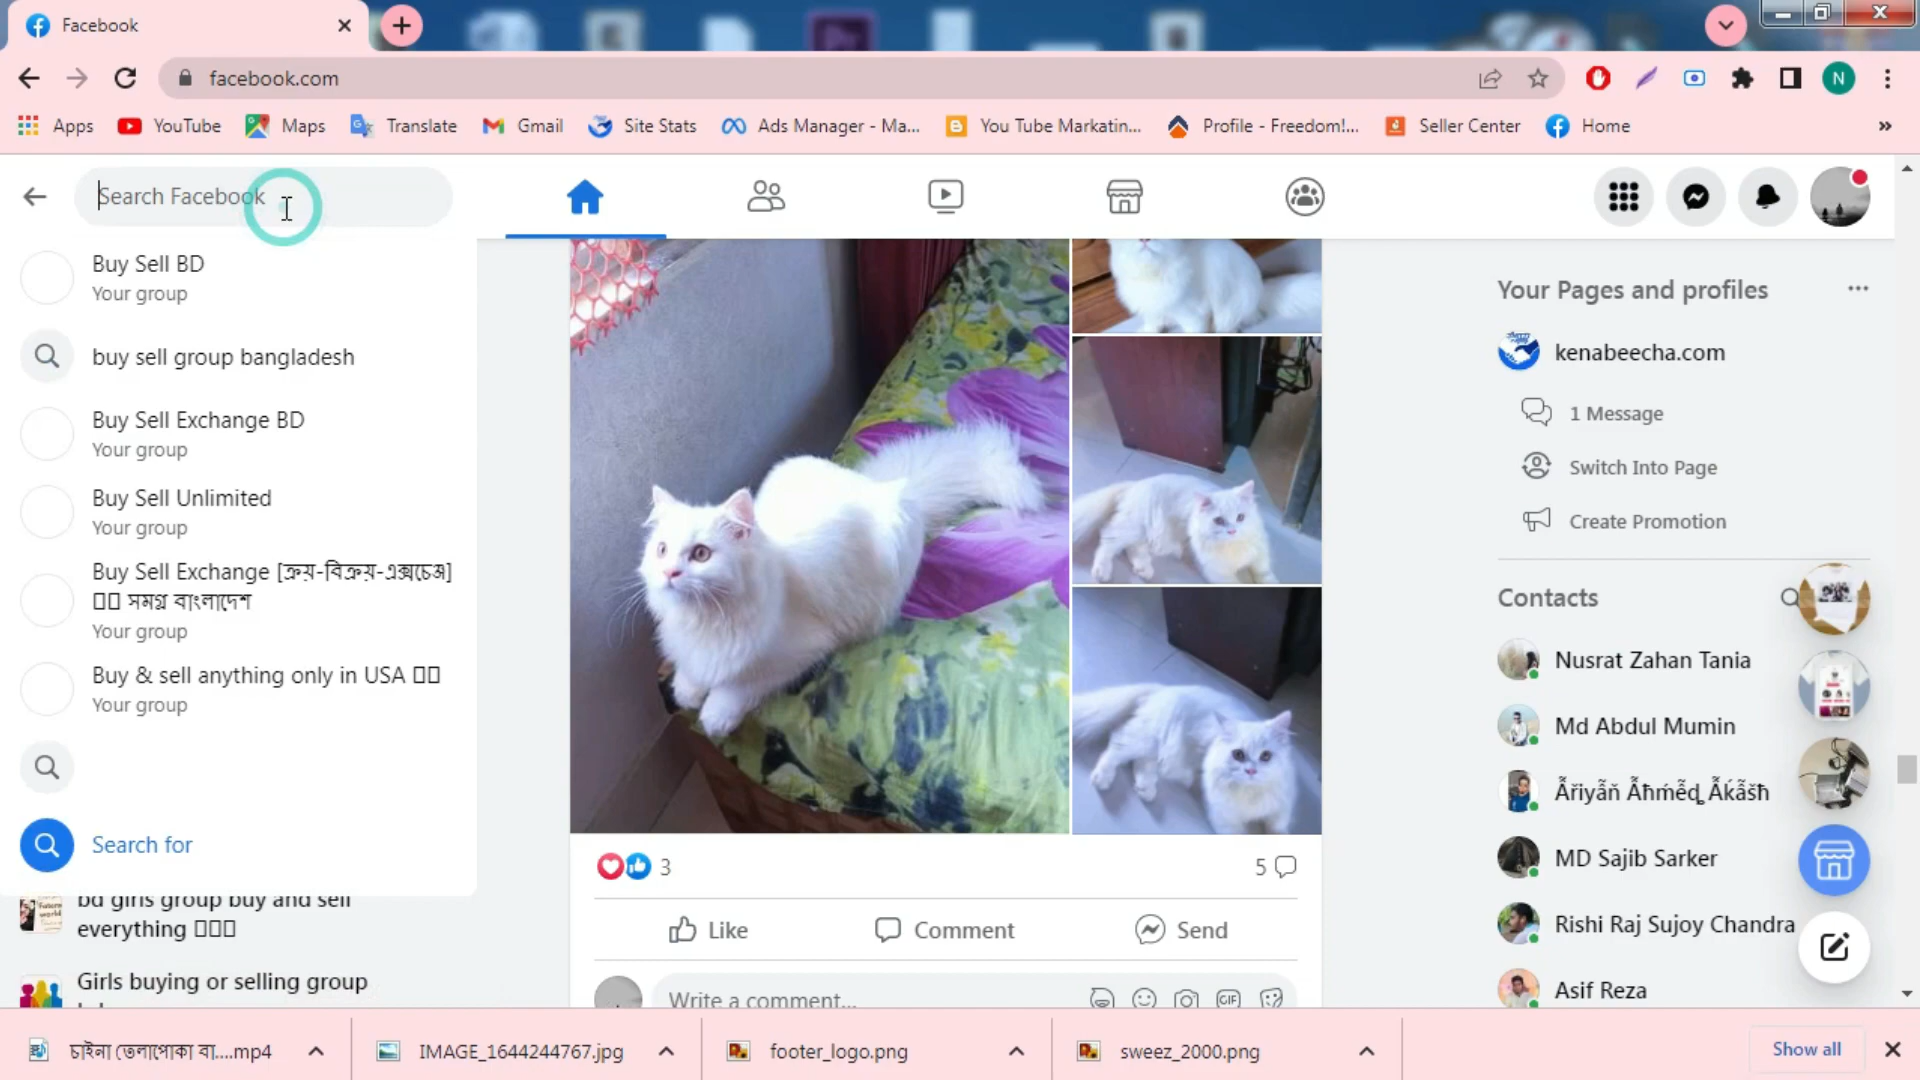 Facebook
facebook.com
Apps
YouTube
Maps
Translate
Gmail
Site Stats
Ads Manager - Ma...
You Tube Markatin...
Profile - Freedom!...
Seller Center
Home
»
N
Search Facebook
Buy Sell BD
Your group
buy sell group bangladesh
Buy Sell Exchange BD
Your group
Buy Sell Unlimited
Your group
Buy Sell Exchange [ক্রয়-বিক্রয়-এক্সচেঞ্জ]
সমগ্র বাংলাদেশ
Your group
Buy & sell anything only in USA
Your group
Search for
bd girls group buy and sell
everything
Girls buying or selling group
3
5
Like
Comment
Send
Write a comment...
GIF
Your Pages and profiles
kenabeecha.com
1 Message
Switch Into Page
Create Promotion
Contacts
Nusrat Zahan Tania
Md Abdul Mumin
Ẫřiyẫň Ẫħḿẽȡ Ẫḱẫšħ
MD Sajib Sarker
Rishi Raj Sujoy Chandra
Asif Reza
চাইনা তেলাপোকা বা....mp4
IMAGE_1644244767.jpg
footer_logo.png
sweez_2000.png
Show all